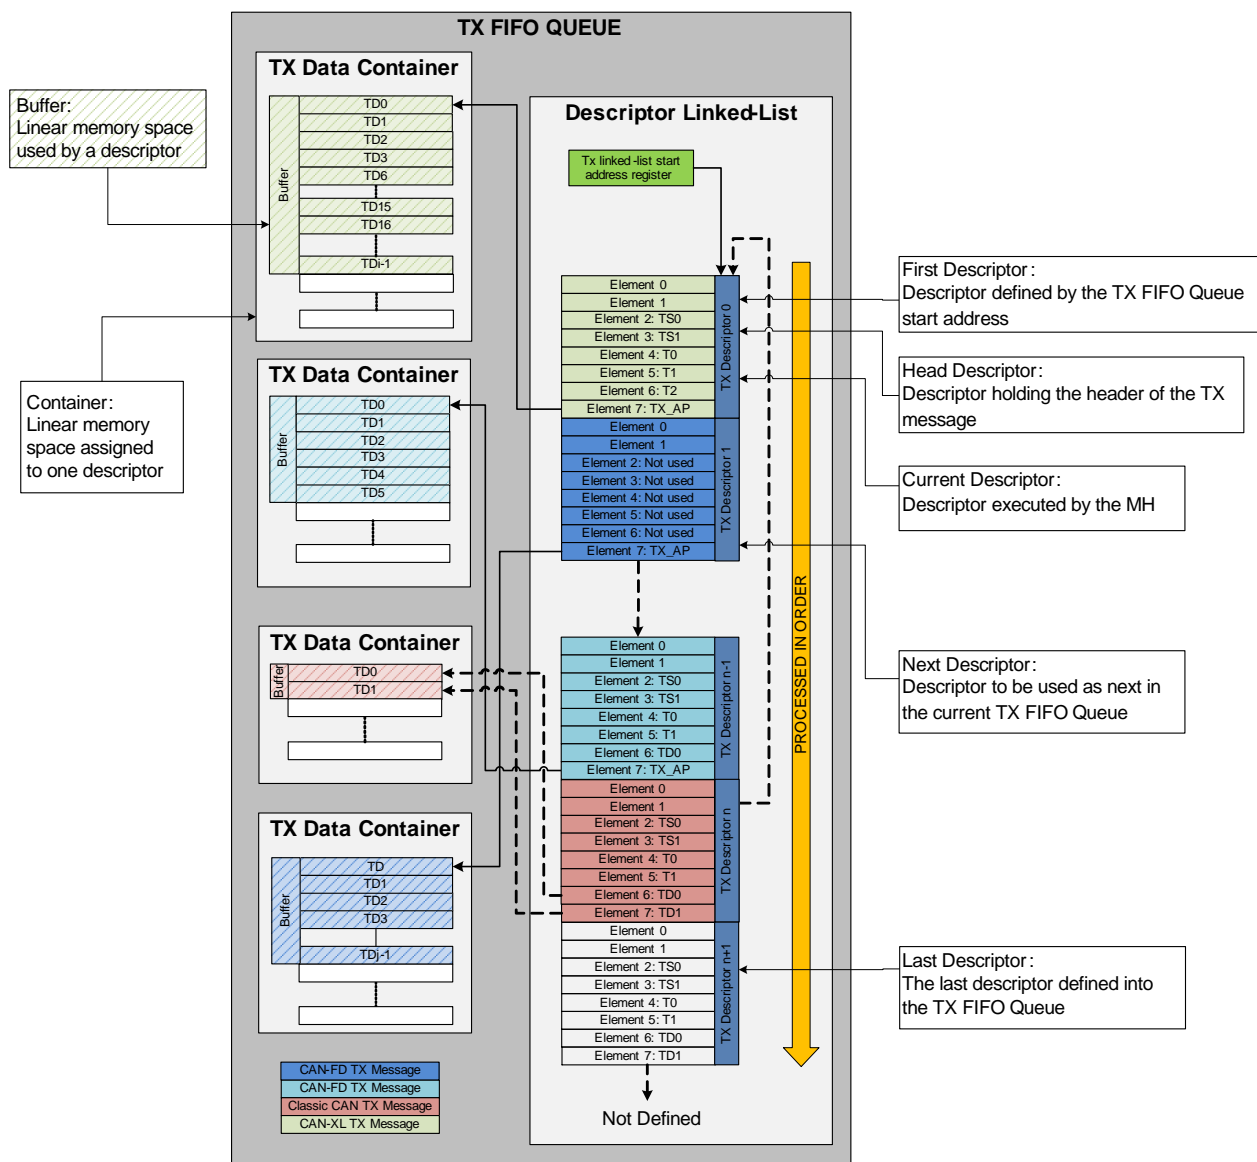 TX FIFO QUEUE
TX Data Container
Buffer
TD0
TD1
TD2
TD3
TD6
TD15
TD16
TDi-1
Buffer:
Linear memory space
used by a descriptor
Container:
Linear memory
space assigned
to one descriptor
TX Data Container
Buffer
TD0
TD1
TD2
TD3
TD4
TD5
TX Data Container
Buffer
TD0
TD1
TX Data Container
Buffer
TD
TD1
TD2
TD3
TDj-1
CAN-FD TX Message
CAN-FD TX Message
Classic CAN TX Message
CAN-XL TX Message
Descriptor Linked-List
Tx linked-list start
address register
Element 0
Element 1
Element 2: TS0
Element 3: TS1
Element 4: T0
Element 5: T1
Element 6: T2
Element 7: TX_AP
TX Descriptor 0
Element 0
Element 1
Element 2: Not used
Element 3: Not used
Element 4: Not used
Element 5: Not used
Element 6: Not used
Element 7: TX_AP
TX Descriptor 1
Element 0
Element 1
Element 2: TS0
Element 3: TS1
Element 4: T0
Element 5: T1
Element 6: TD0
Element 7: TX_AP
TX Descriptor n-1
Element 0
Element 1
Element 2: TS0
Element 3: TS1
Element 4: T0
Element 5: T1
Element 6: TD0
Element 7: TD1
TX Descriptor n
Element 0
Element 1
Element 2: TS0
Element 3: TS1
Element 4: T0
Element 5: T1
Element 6: TD0
Element 7: TD1
TX Descriptor n+1
Not Defined
PROCESSED IN ORDER
First Descriptor:
Descriptor defined by the TX FIFO Queue
start address
Head Descriptor:
Descriptor holding the header of the TX
message
Current Descriptor:
Descriptor executed by the MH
Next Descriptor:
Descriptor to be used as next in
the current TX FIFO Queue
Last Descriptor:
The last descriptor defined into
the TX FIFO Queue